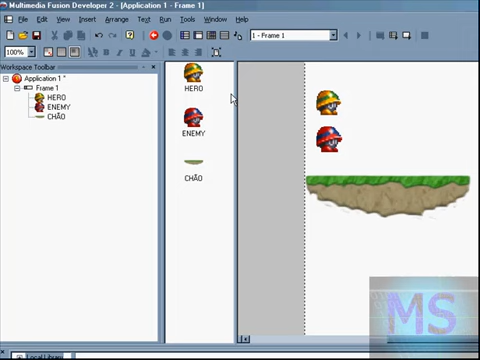 Multimedia Fusion Developer 2 - [Application 1 - Frame 1]
File Edit View Insert Arrange Text Run Tools Window Help
1 - Frame 1
100%
Workspace Toolbar
Application 1 *
Frame 1
HERO
ENEMY
CHÃO
HERO
ENEMY
CHÃO
MS
Local Library